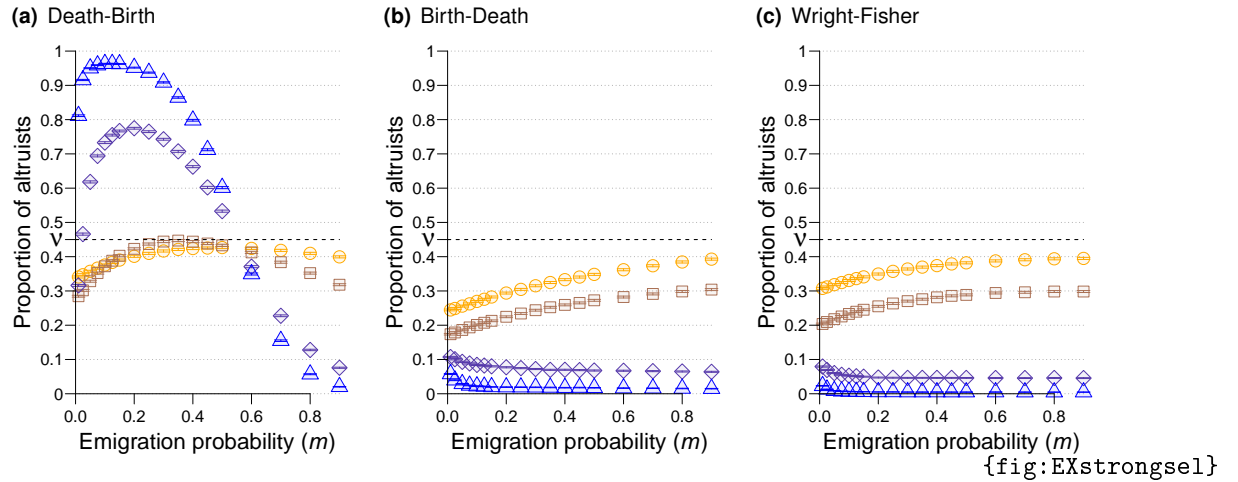 (a) Death-Birth
Proportion of altruists
1
0.9
0.8
0.7
0.6
0.5
ν
0.4
0.3
0.2
0.1
0
0.0 0.2 0.4 0.6 0.8
Emigration probability (m)
(b) Birth-Death
Proportion of altruists
1
0.9
0.8
0.7
0.6
0.5
ν
0.4
0.3
0.2
0.1
0
0.0 0.2 0.4 0.6 0.8
Emigration probability (m)
(c) Wright-Fisher
Proportion of altruists
1
0.9
0.8
0.7
0.6
0.5
ν
0.4
0.3
0.2
0.1
0
0.0 0.2 0.4 0.6 0.8
Emigration probability (m)
{fig:EXstrongsel}